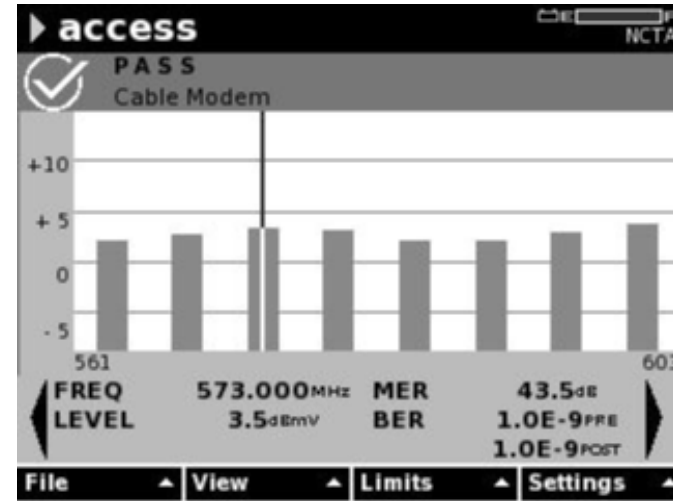 access
E F
NCTA
PASS
Cable Modem
+10
+ 5
0
- 5
561 603
FREQ 573.000MHz MER 43.5dB
LEVEL 3.5dBmV BER 1.0E-9PRE
1.0E-9POST
File View Limits Settings